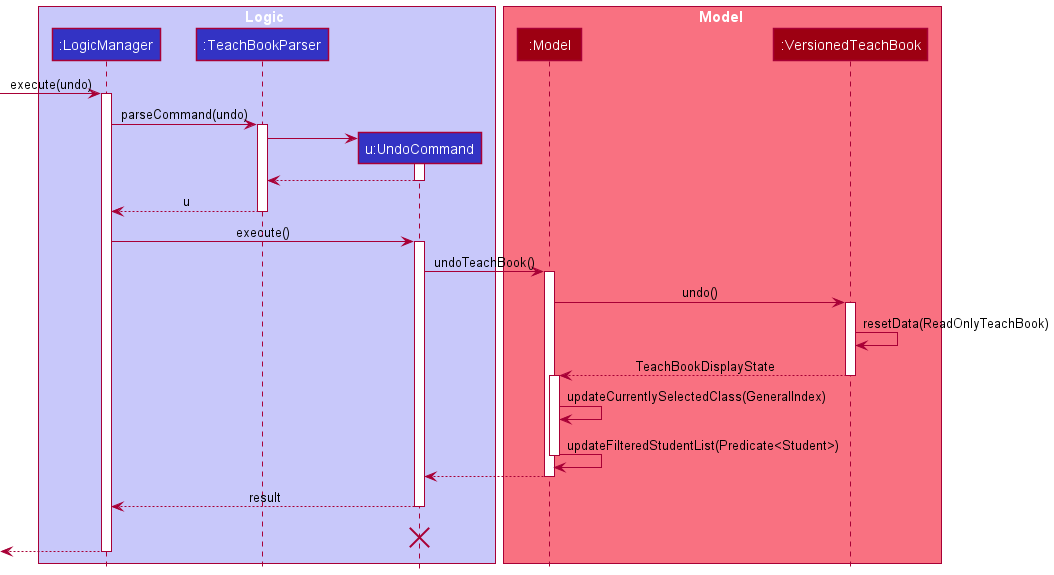 Logic
Model
:LogicManager
:TeachBookParser
:Model
:VersionedTeachBook
execute(undo)
parseCommand(undo)
u:UndoCommand
u
execute()
undoTeachBook()
undo()
resetData(ReadOnlyTeachBook)
TeachBookDisplayState
updateCurrentlySelectedClass(GeneralIndex)
updateFilteredStudentList(Predicate<Student>)
result